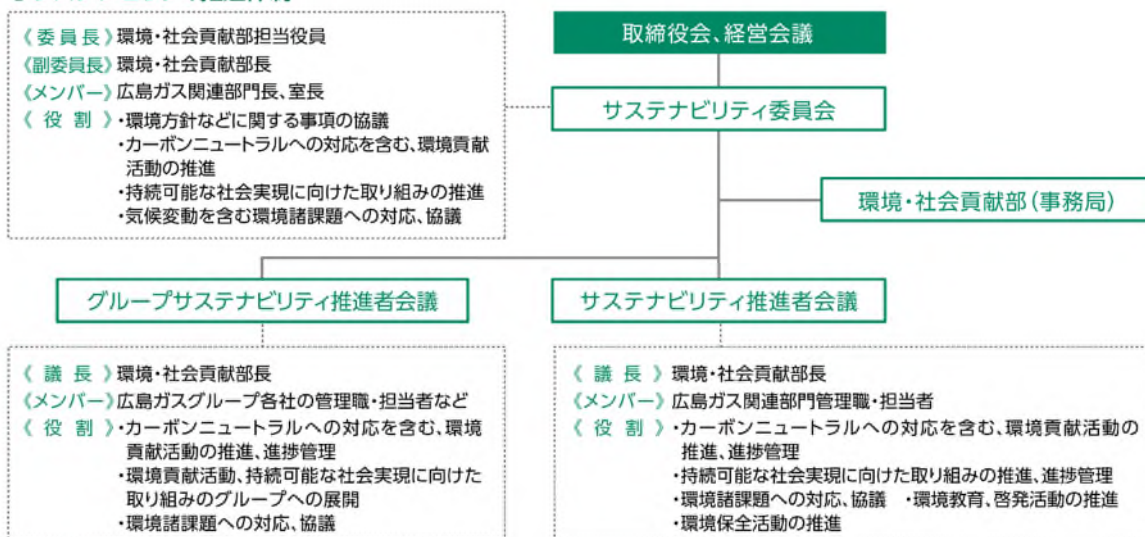 《委員長》環境・社会貢献部担当役員
《副委員長》環境・社会貢献部長
《メンバー》広島ガス関連部門長、室長
《役割》・環境方針などに関する事項の協議
・カーボンニュートラルへの対応を含む、環境貢献
活動の推進
・持続可能な社会実現に向けた取り組みの推進
・気候変動を含む環境諸課題への対応、協議
取締役会、経営会議
サステナビリティ委員会
環境・社会貢献部(事務局)
グループサステナビリティ推進者会議
《議長》環境・社会貢献部長
《メンバー》広島ガスグループ各社の管理職・担当者など
《役割》・カーボンニュートラルへの対応を含む、環境
貢献活動の推進、進捗管理
・環境貢献活動、持続可能な社会実現に向けた
取り組みのグループへの展開
・環境諸課題への対応、協議
サステナビリティ推進者会議
《議長》環境・社会貢献部長
《メンバー》広島ガス関連部門管理職・担当者
《役割》・カーボンニュートラルへの対応を含む、環境貢献活動の
推進、進捗管理
・持続可能な社会実現に向けた取り組みの推進、進捗管理
・環境諸課題への対応、協議 ・環境教育、啓発活動の推進
・環境保全活動の推進